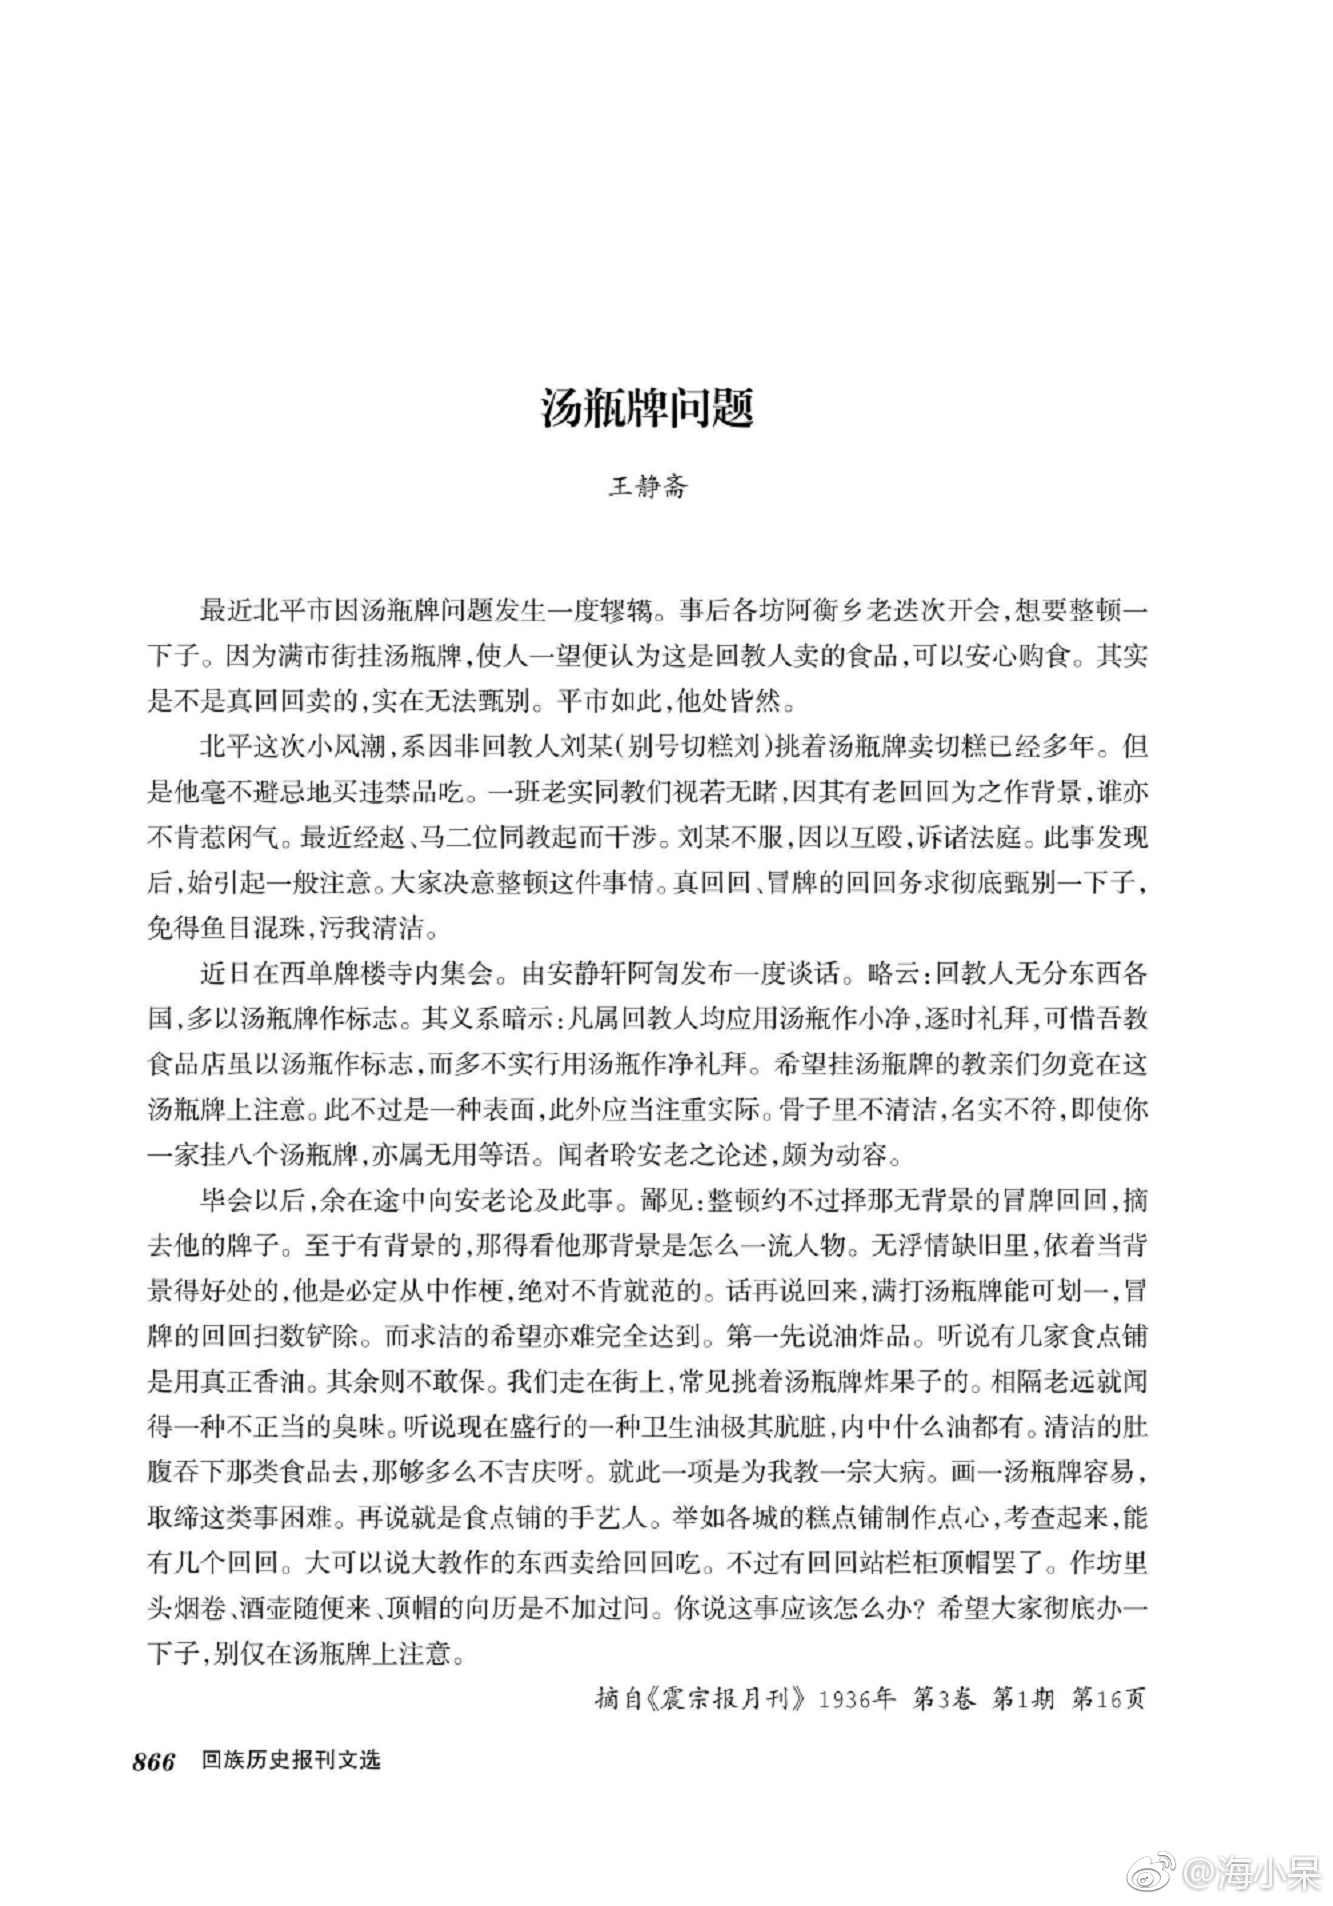 汤瓶牌问题
王静斋
最近北平市因汤瓶牌问题发生一度轇轕。事后各坊阿衡乡老迭次开会,想要整顿一
下子。因为满市街挂汤瓶牌,使人一望便认为这是回教人卖的食品,可以安心购食。其实
是不是真回回卖的,实在无法甄别。平市如此,他处皆然。
北平这次小风潮,系因非回教人刘某(别号切糕刘)挑着汤瓶牌卖切糕已经多年。但
是他毫不避忌地买违禁品吃。一班老实同教们视若无睹,因其有老回回为之作背景,谁亦
不肯惹闲气。最近经赵、马二位同教起而干涉。刘某不服,因以互殴,诉诸法庭。此事发现
后,始引起一般注意。大家决意整顿这件事情。真回回、冒牌的回回务求彻底甄别一下子,
免得鱼目混珠,污我清洁。
近日在西单牌楼寺内集会。由安静轩阿訇发布一度谈话。略云:回教人无分东西各
国,多以汤瓶牌作标志。其义系暗示:凡属回教人均应用汤瓶作小净,逐时礼拜,可惜吾教
食品店虽以汤瓶作标志,而多不实行用汤瓶作净礼拜。希望挂汤瓶牌的教亲们勿竟在这
汤瓶牌上注意。此不过是一种表面,此外应当注重实际。骨子里不清洁,名实不符,即使你
一家挂八个汤瓶牌,亦属无用等语。闻者聆安老之论述,颇为动容。
毕会以后,余在途中向安老论及此事。鄙见:整顿约不过择那无背景的冒牌回回,摘
去他的牌子。至于有背景的,那得看他那背景是怎么一流人物。无浮情缺旧里,依着当背
景得好处的,他是必定从中作梗,绝对不肯就范的。话再说回来,满打汤瓶牌能可划一,冒
牌的回回扫数铲除。而求洁的希望亦难完全达到。第一先说油炸品。听说有几家食点铺
是用真正香油。其余则不敢保。我们走在街上,常见挑着汤瓶牌炸果子的。相隔老远就闻
得一种不正当的臭味。听说现在盛行的一种卫生油极其肮脏,内中什么油都有。清洁的肚
腹吞下那类食品去,那够多么不吉庆呀。就此一项是为我教一宗大病。画一汤瓶牌容易,
取缔这类事困难。再说就是食点铺的手艺人。举如各城的糕点铺制作点心,考查起来,能
有几个回回。大可以说大教作的东西卖给回回吃。不过有回回站栏柜顶帽罢了。作坊里
头烟卷、酒壶随便来、顶帽的向历是不加过问。你说这事应该怎么办?希望大家彻底办一
下子,别仅在汤瓶牌上注意。
摘自《震宗报月刊》1936年 第3卷 第1期 第16页
866 回族历史报刊文选
@海小呆